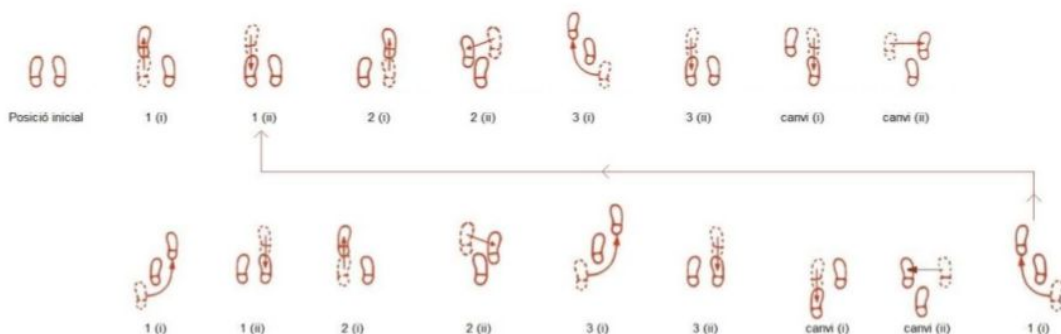 Posició inicial 1 (i) 1 (ii) 2 (i) 2 (ii) 3 (i) 3 (ii) canvi (i) canvi (ii)
1 (i) 1 (ii) 2 (i) 2 (ii) 3 (i) 3 (ii) canvi (i) canvi (ii) 1 (i)